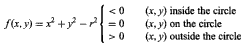 f(x, y) = x² + y² − r² { < 0 (x, y) inside the circle
= 0 (x, y) on the circle
> 0 (x, y) outside the circle